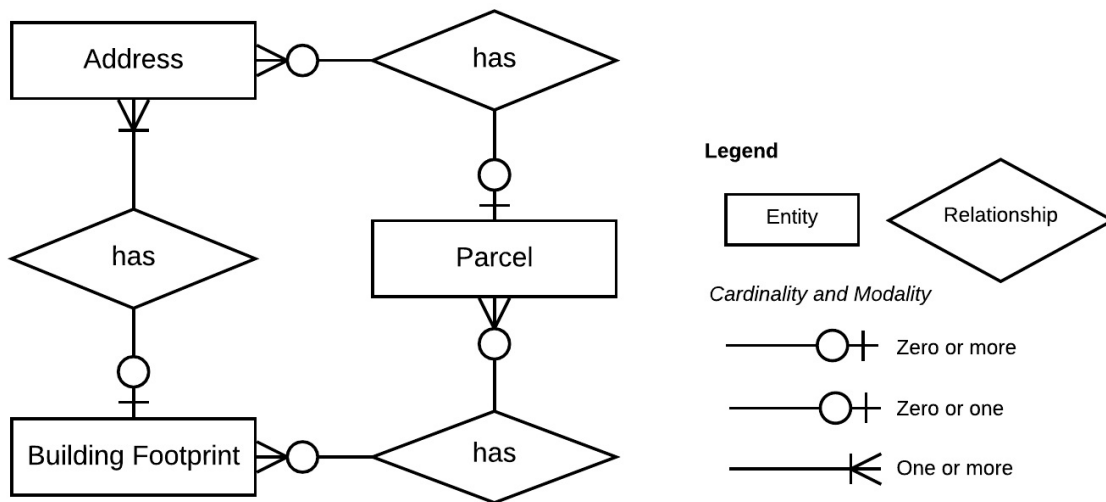 Address
has
Legend
Entity
Relationship
has
Parcel
Cardinality and Modality
Zero or more
Zero or one
Building Footprint
has
One or more